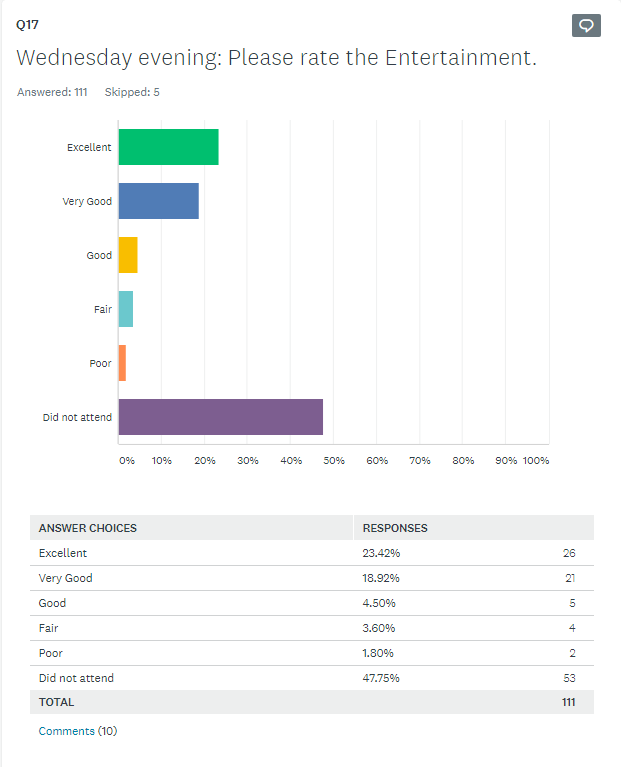 Q17
Wednesday evening: Please rate the Entertainment.
Answered: 111 Skipped: 5
Excellent
Very Good
Good
Fair
Poor
Did not attend
0% 10% 20% 30% 40% 50% 60% 70% 80% 90% 100%
ANSWER CHOICES RESPONSES
Excellent 23.42% 26
Very Good 18.92% 21
Good 4.50% 5
Fair 3.60% 4
Poor 1.80% 2
Did not attend 47.75% 53
TOTAL 111
Comments (10)